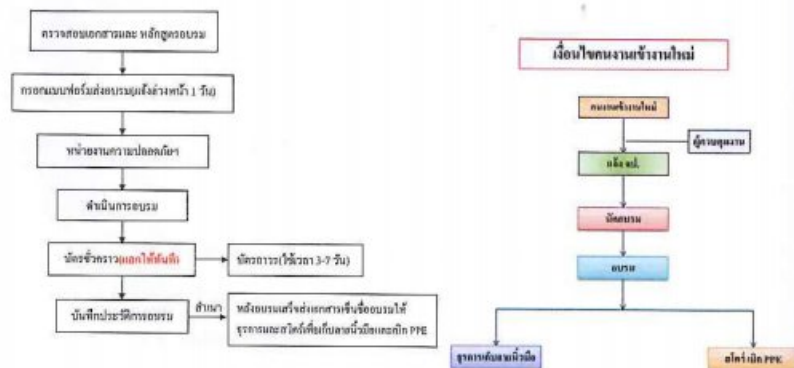 ตรวจสอบเอกสารและ หลักสูตรอบรม
กรอกแบบฟอร์มส่งอบรม(แจ้งล่วงหน้า 1 วัน)
หน่วยงานความปลอดภัยฯ
ดำเนินการอบรม
บัตรชั่วคราว(ออกให้ทันที)
บัตรถาวร(ใช้เวลา 3-7 วัน)
บันทึกประวัติการอบรม
สำเนา
หลังอบรมเสร็จส่งเอกสารเซ็นชื่ออบรมให้
ธุรการและสโตร์เพื่อเก็บลายนิ้วมือและเบิก PPE
เงื่อนไขคนงานเข้างานใหม่
คนงานเข้างานใหม่
ผู้ควบคุมงาน
แจ้ง จป.
นัดอบรม
อบรม
ธุรการเก็บลายนิ้วมือ
สโตร์ เบิก PPE